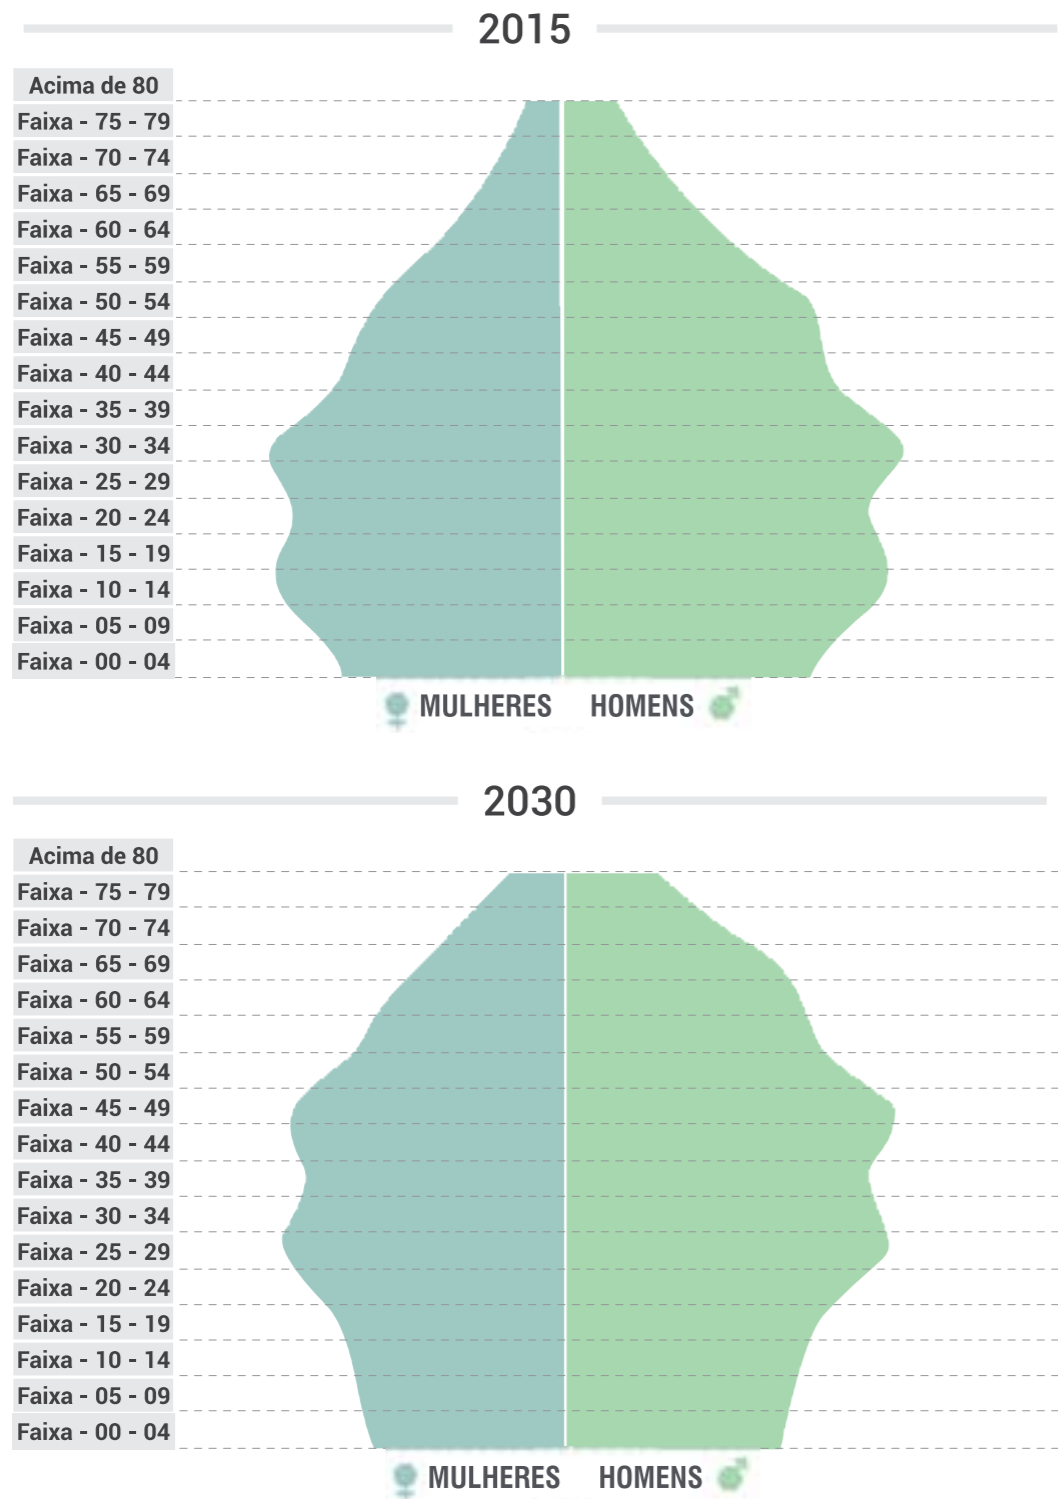 2015
Acima de 80
Faixa - 75 - 79
Faixa - 70 - 74
Faixa - 65 - 69
Faixa - 60 - 64
Faixa - 55 - 59
Faixa - 50 - 54
Faixa - 45 - 49
Faixa - 40 - 44
Faixa - 35 - 39
Faixa - 30 - 34
Faixa - 25 - 29
Faixa - 20 - 24
Faixa - 15 - 19
Faixa - 10 - 14
Faixa - 05 - 09
Faixa - 00 - 04
MULHERES HOMENS
2030
Acima de 80
Faixa - 75 - 79
Faixa - 70 - 74
Faixa - 65 - 69
Faixa - 60 - 64
Faixa - 55 - 59
Faixa - 50 - 54
Faixa - 45 - 49
Faixa - 40 - 44
Faixa - 35 - 39
Faixa - 30 - 34
Faixa - 25 - 29
Faixa - 20 - 24
Faixa - 15 - 19
Faixa - 10 - 14
Faixa - 05 - 09
Faixa - 00 - 04
MULHERES HOMENS